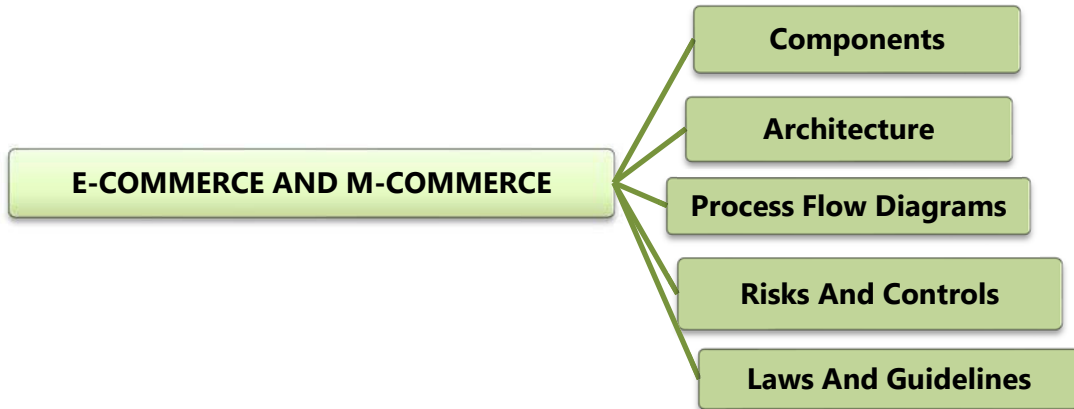 Components
Architecture
E-COMMERCE AND M-COMMERCE
Process Flow Diagrams
Risks And Controls
Laws And Guidelines